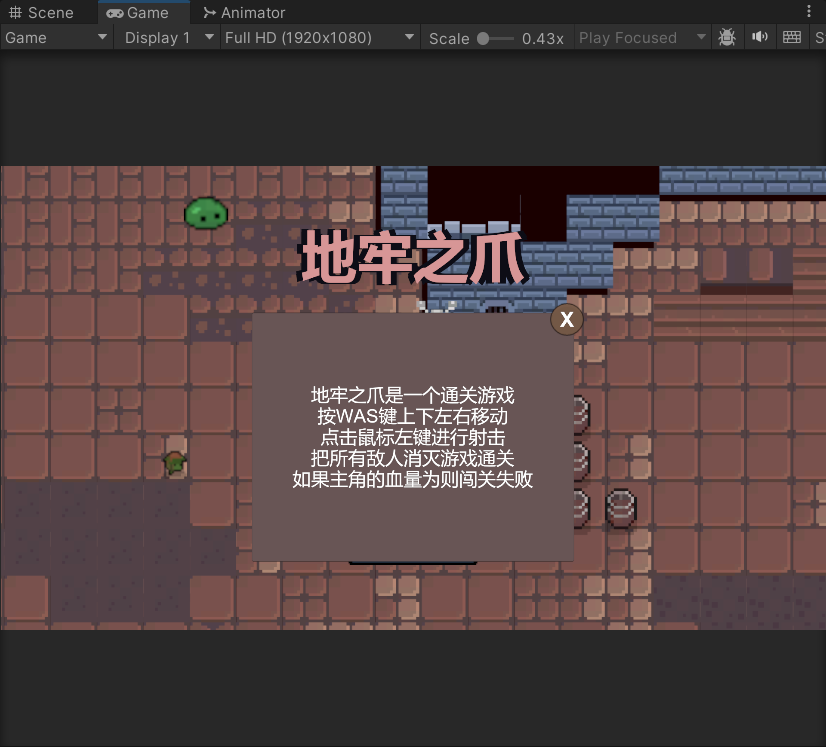 Scene Game Animator
Game Display 1 Full HD (1920x1080) Scale 0.43x Play Focused S
地牢之爪
X
地牢之爪是一个通关游戏
按WAS键上下左右移动
点击鼠标左键进行射击
把所有敌人消灭游戏通关
如果主角的血量为则闯关失败